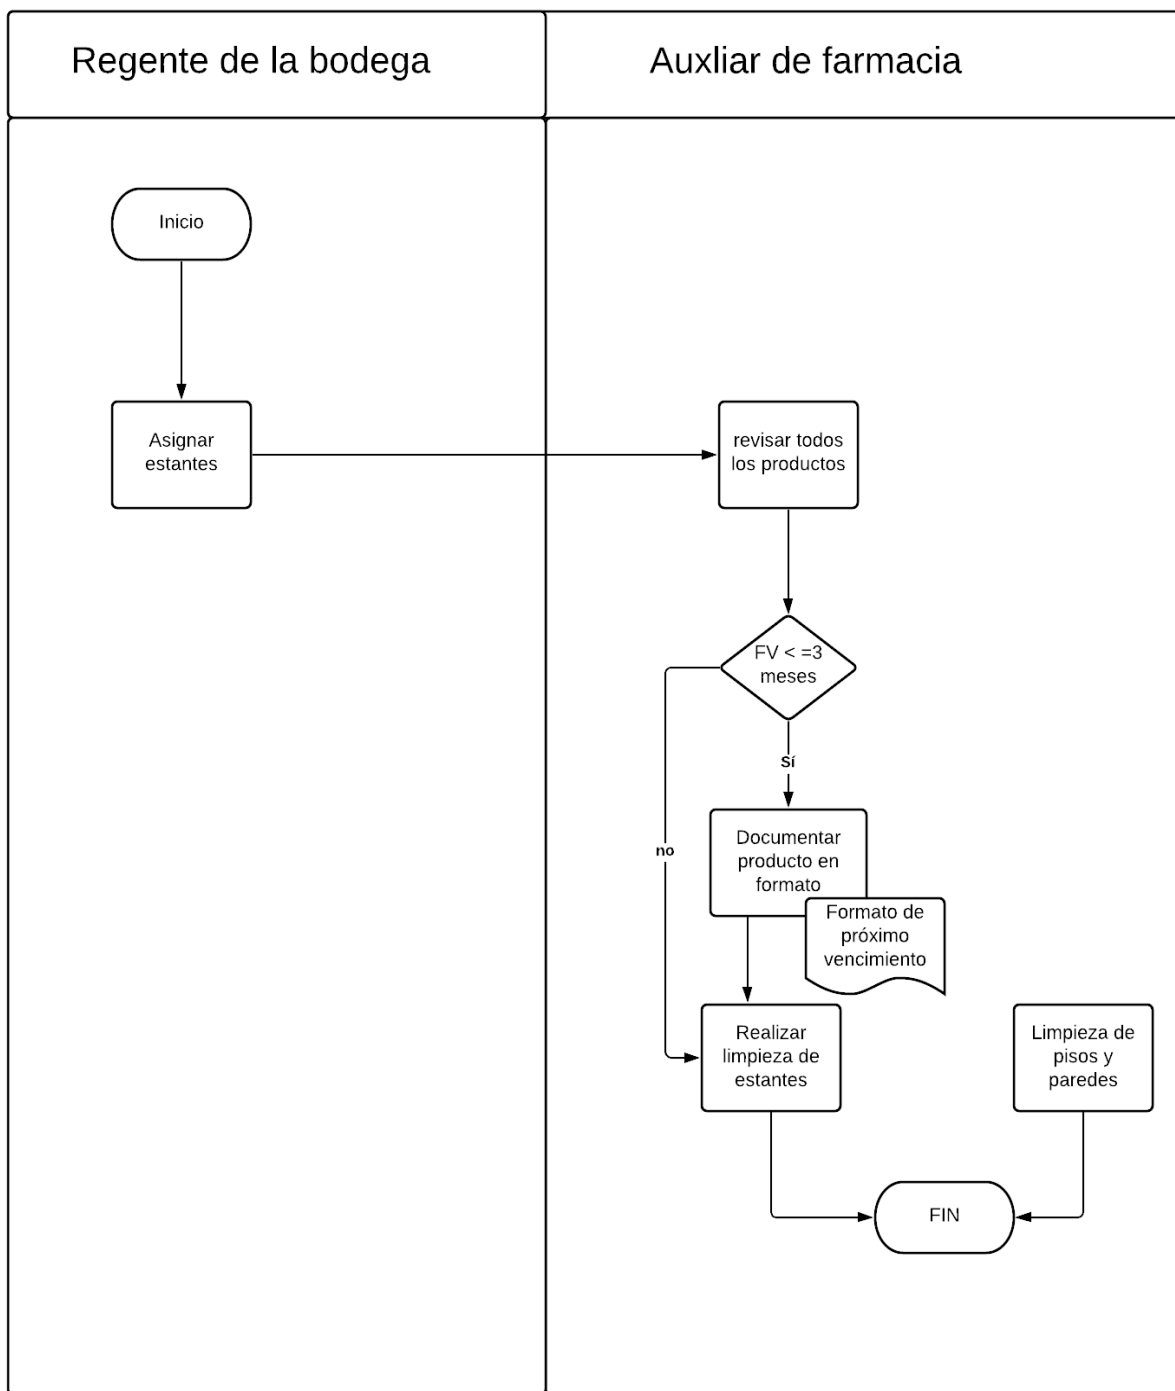 Regente de la bodega
Auxliar de farmacia
Inicio
Asignar
estantes
revisar todos
los productos
FV < =3
meses
Sí
no
Documentar
producto en
formato
Formato de
próximo
vencimiento
Realizar
limpieza de
estantes
Limpieza de
pisos y
paredes
FIN